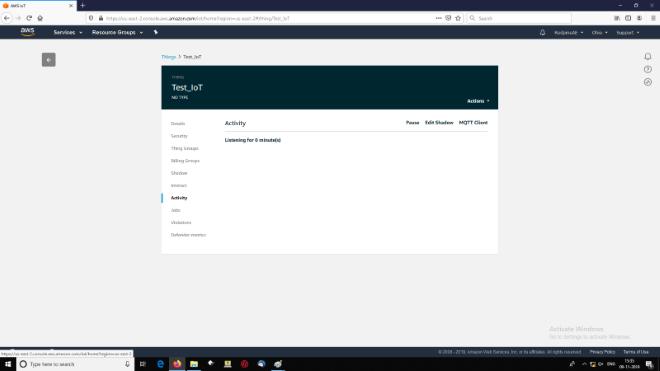 AWS IoT
https://us-east-2.console.aws.amazon.com/iot/home?region=us-east-2#/thing/Test_IoT
Search
aws Services Resource Groups Ohio Support
Things > Test_IoT
THING
Test_IoT
NO TYPE
Actions
Details
Security
Thing Groups
Billing Groups
Shadow
Interact
Activity
Jobs
Violations
Defender metrics
Activity
Pause Edit Shadow MQTT Client
Listening for 0 minute(s)
Activate Windows
Go to Settings to activate Windows.
https://us-east-2.console.aws.amazon.com/iot/home?region=us-east-2
© 2008 - 2019, Amazon Web Services, Inc. or its affiliates. All rights reserved. Privacy Policy Terms of Use
Type here to search
ENG
15:05
08-11-2019